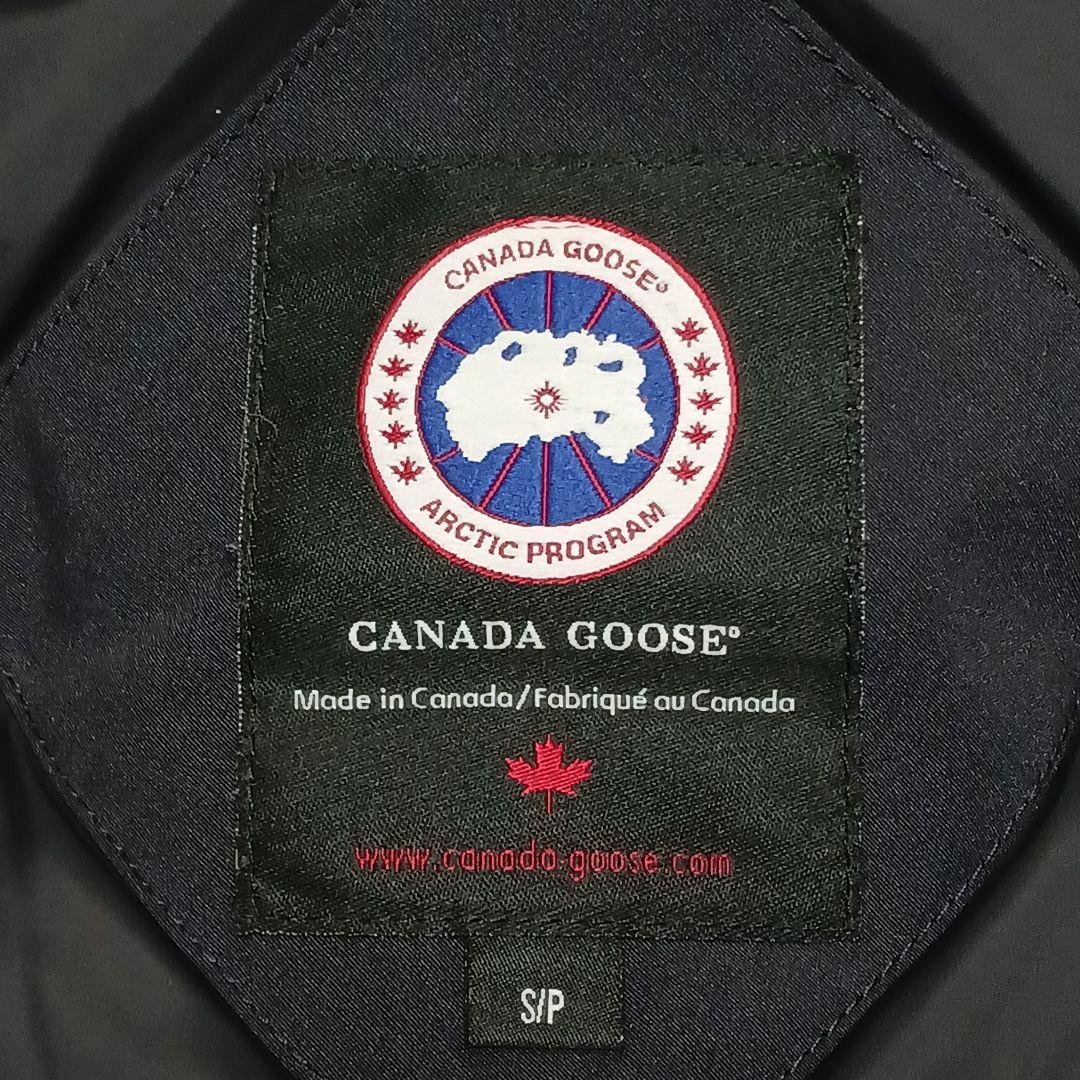 CANADA GOOSE®
ARCTIC PROGRAM
CANADA GOOSE®
Made in Canada/Fabriqué au Canada
www.canada-goose.com
S/P